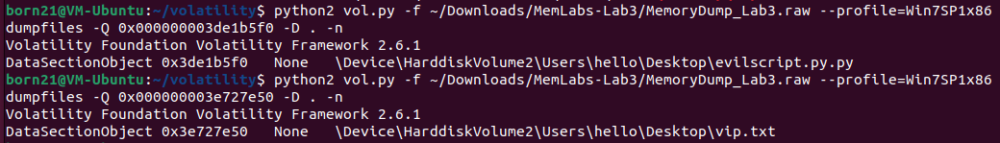 born21@VM-Ubuntu:~/volatility$ python2 vol.py -f ~/Downloads/MemLabs-Lab3/MemoryDump_Lab3.raw --profile=Win7SP1x86
dumpfiles -Q 0x000000003de1b5f0 -D . -n
Volatility Foundation Volatility Framework 2.6.1
DataSectionObject 0x3de1b5f0   None   \Device\HarddiskVolume2\Users\hello\Desktop\evilscript.py.py
born21@VM-Ubuntu:~/volatility$ python2 vol.py -f ~/Downloads/MemLabs-Lab3/MemoryDump_Lab3.raw --profile=Win7SP1x86
dumpfiles -Q 0x000000003e727e50 -D . -n
Volatility Foundation Volatility Framework 2.6.1
DataSectionObject 0x3e727e50   None   \Device\HarddiskVolume2\Users\hello\Desktop\vip.txt